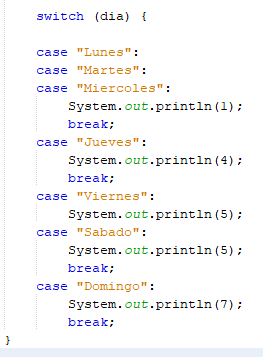 switch (dia) {
case "Lunes":
case "Martes":
case "Miercoles":
System.out.println(1);
break;
case "Jueves":
System.out.println(4);
break;
case "Viernes":
System.out.println(5);
case "Sabado":
System.out.println(5);
break;
case "Domingo":
System.out.println(7);
break;
}